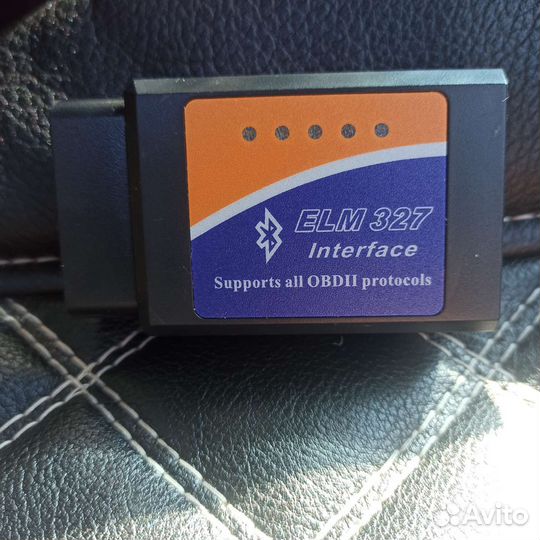 ELM 327
Interface
Supports all OBDII protocols
Avito